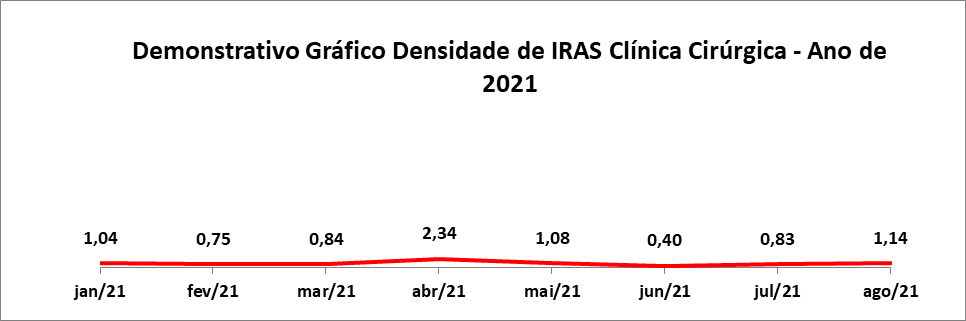 Demonstrativo Gráfico Densidade de IRAS Clínica Cirúrgica - Ano de
2021
1,04 0,75 0,84 2,34 1,08 0,40 0,83 1,14
jan/21 fev/21 mar/21 abr/21 mai/21 jun/21 jul/21 ago/21